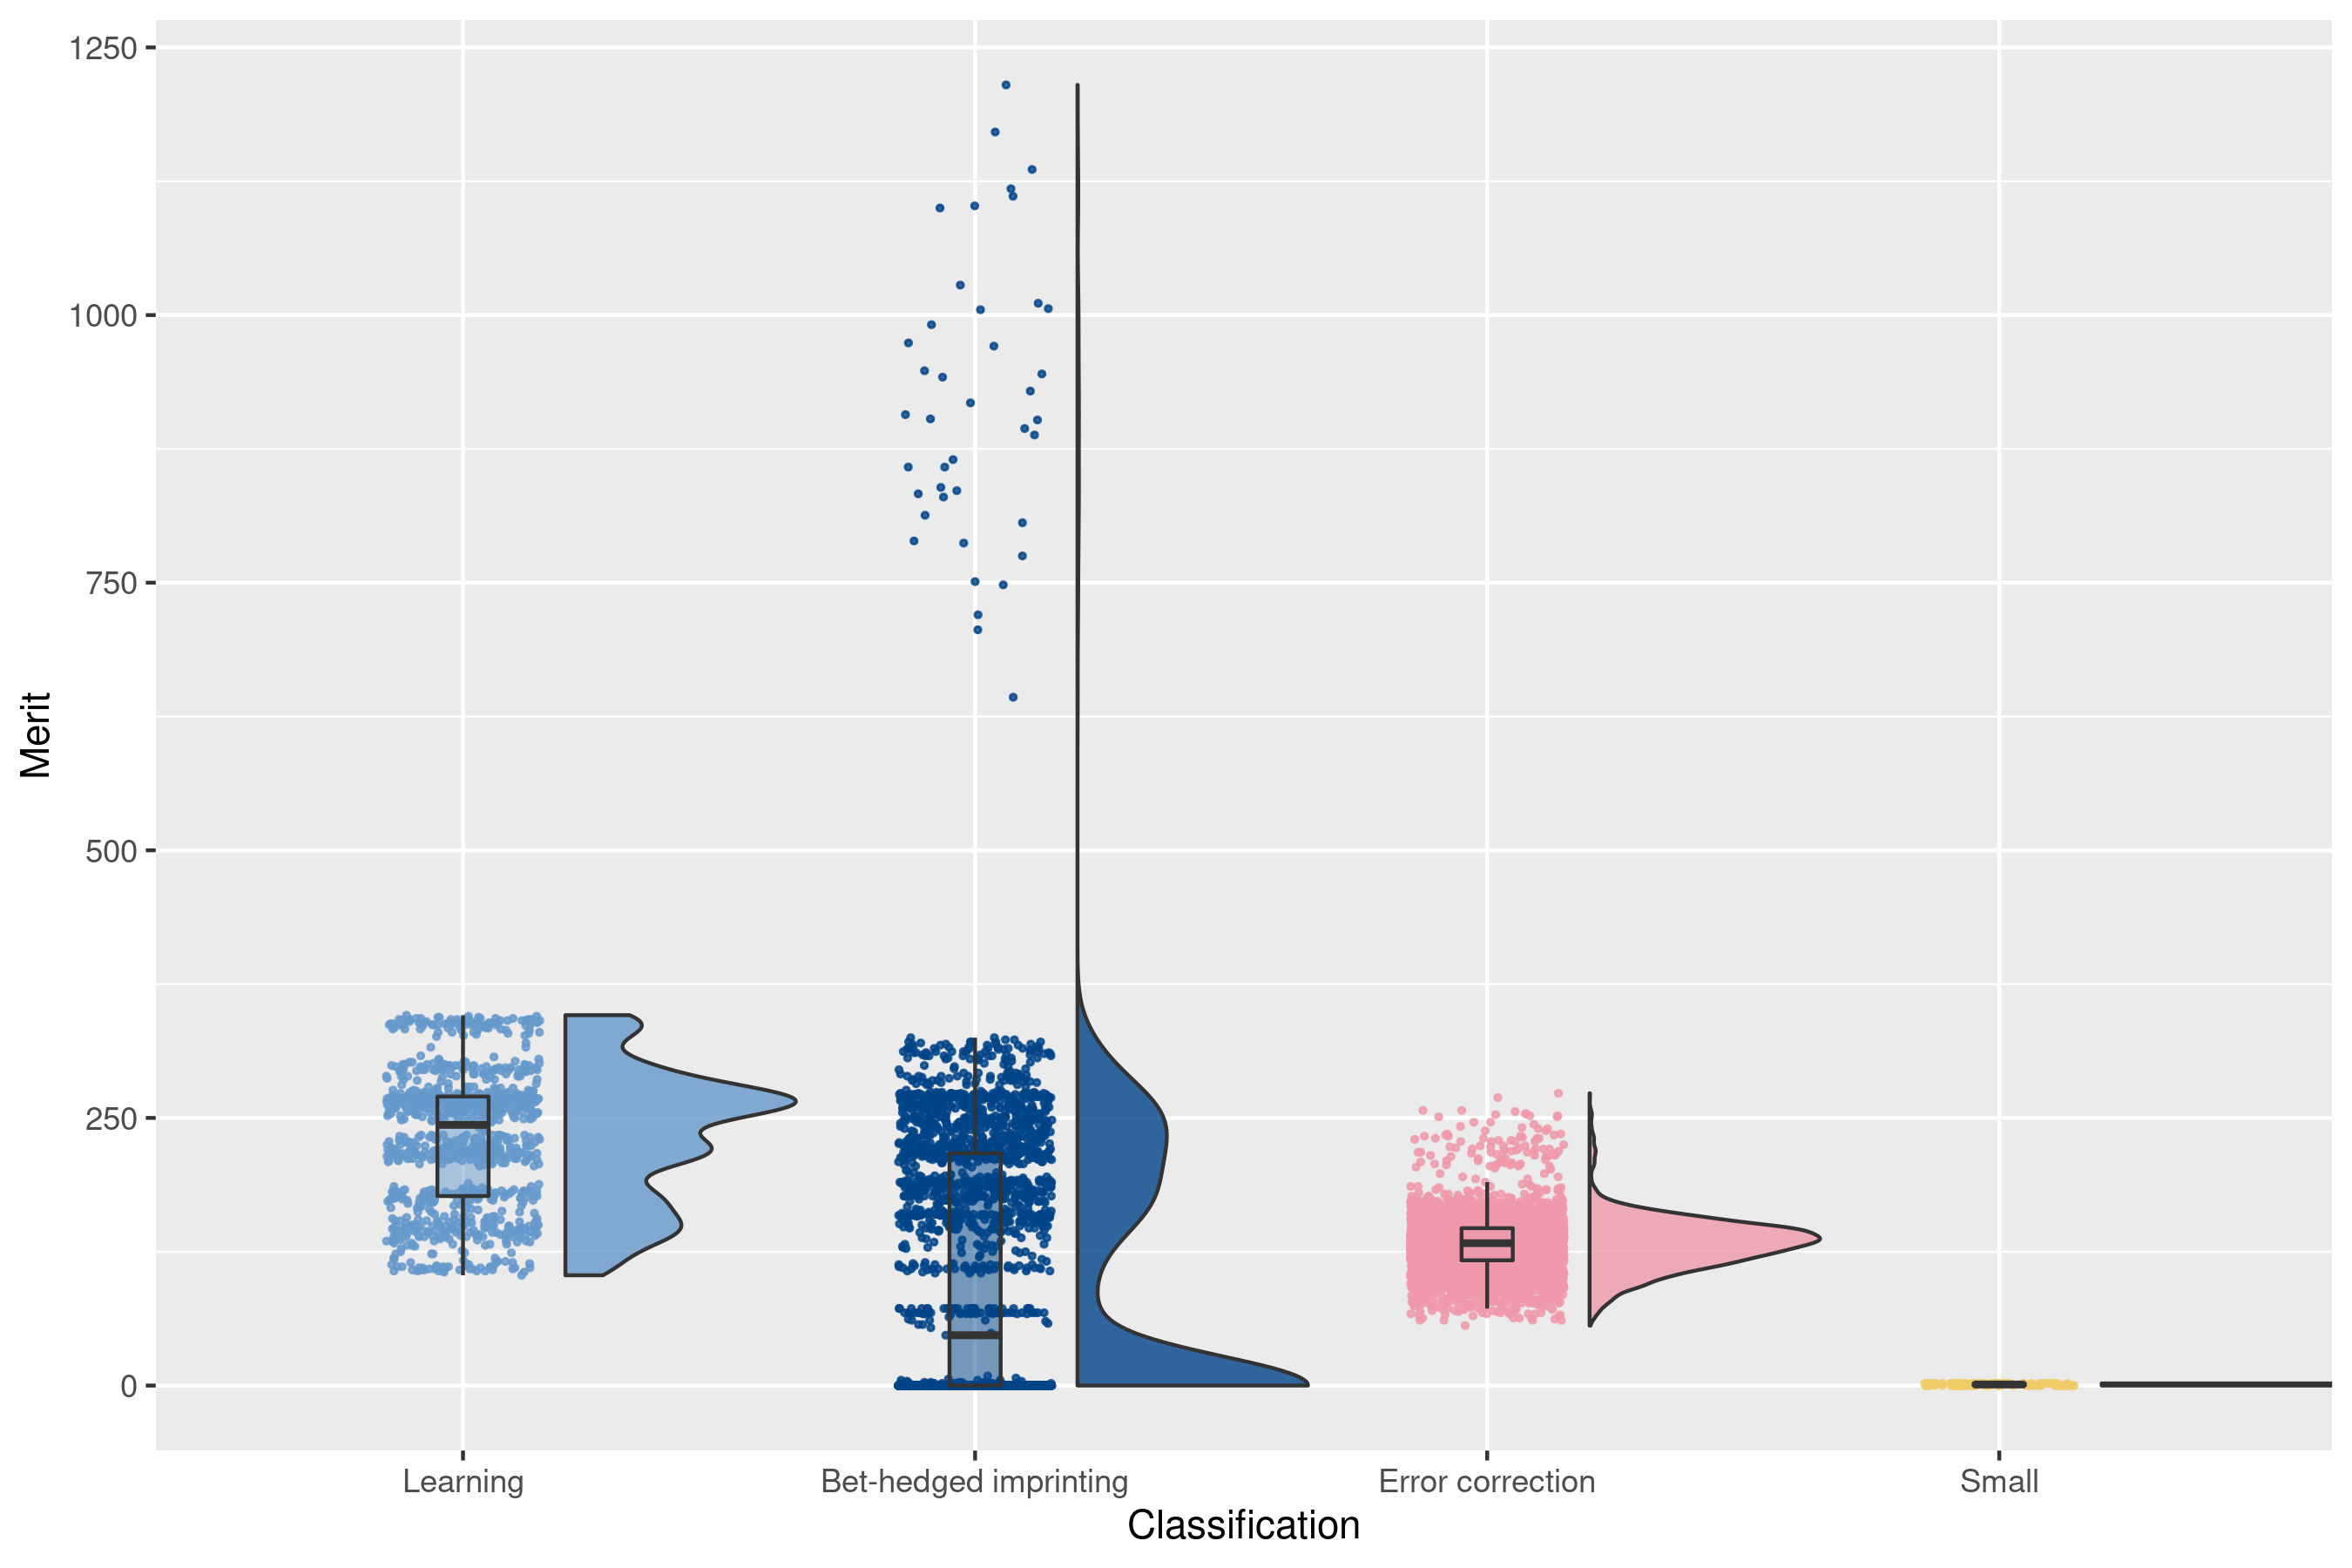 Merit
1250
1000
750
500
250
0
Learning
Bet-hedged imprinting
Error correction
Small
Classification